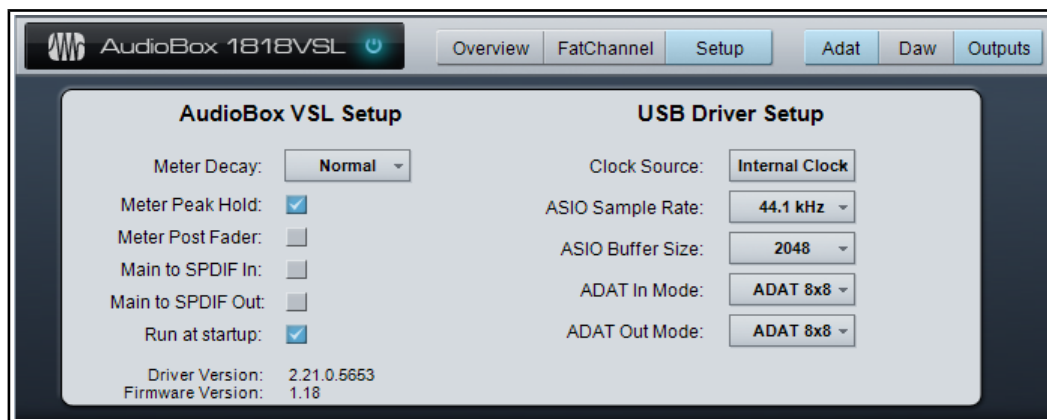 AudioBox 1818VSL
Overview FatChannel Setup Adat Daw Outputs
AudioBox VSL Setup
Meter Decay: Normal
Meter Peak Hold:
Meter Post Fader:
Main to SPDIF In:
Main to SPDIF Out:
Run at startup:
Driver Version: 2.21.0.5653
Firmware Version: 1.18
USB Driver Setup
Clock Source: Internal Clock
ASIO Sample Rate: 44.1 kHz
ASIO Buffer Size: 2048
ADAT In Mode: ADAT 8x8
ADAT Out Mode: ADAT 8x8